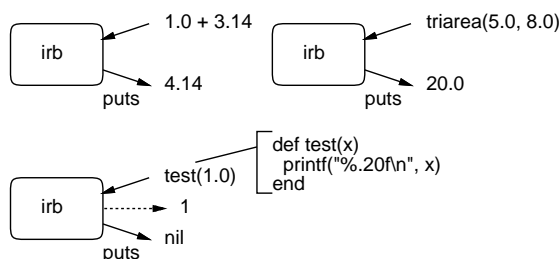 1.0 + 3.14
irb
4.14
puts
triarea(5.0, 8.0)
irb
20.0
puts
def test(x)
printf("%.20f\n", x)
end
test(1.0)
irb
1
nil
puts